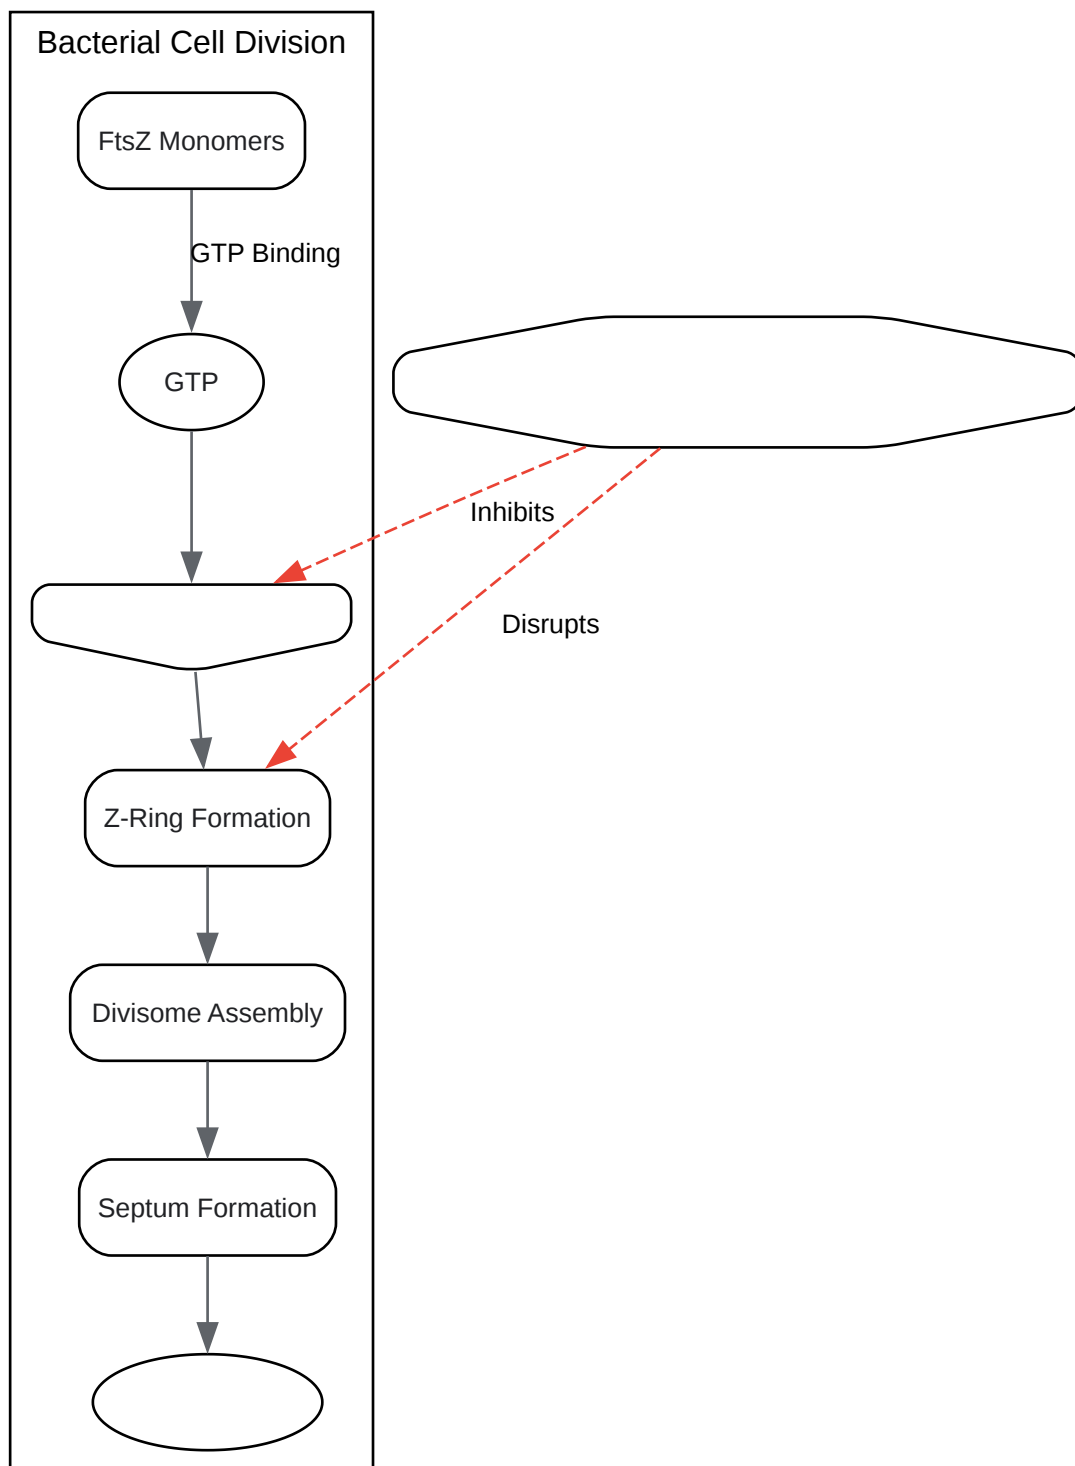 Bacterial Cell Division
FtsZ Monomers
GTP Binding
GTP
Inhibits
Disrupts
Z-Ring Formation
Divisome Assembly
Septum Formation